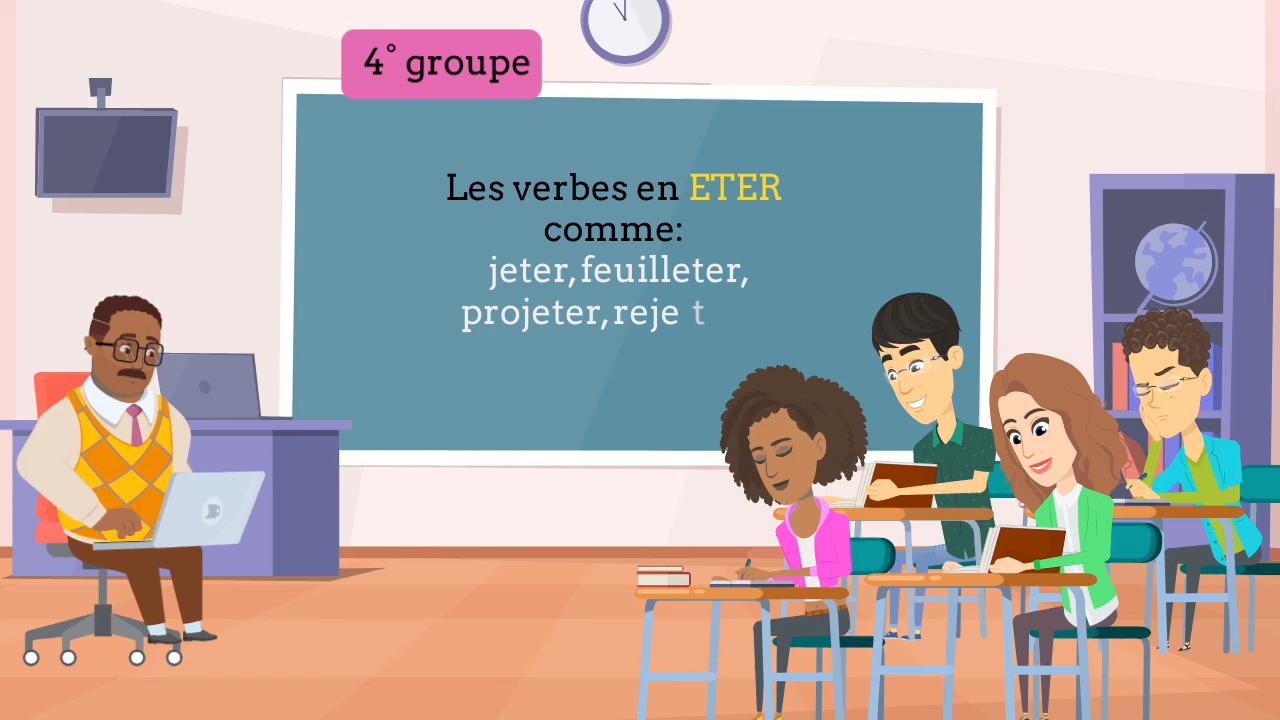 4° groupe
Les verbes en ETER
comme:
jeter, feuilleter,
projeter, reje t